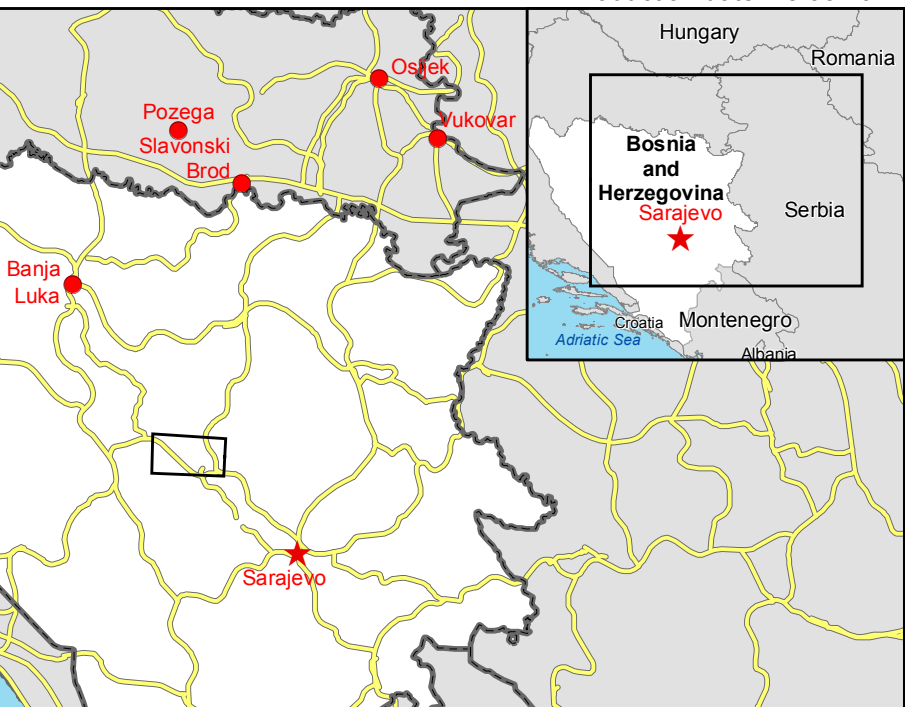 Hungary
Romania
Osijek
Pozega
Vukovar
Slavonski
Brod
Bosnia
and
Herzegovina
Sarajevo
Serbia
Banja
Luka
Croatia
Montenegro
Adriatic Sea
Albania
Sarajevo